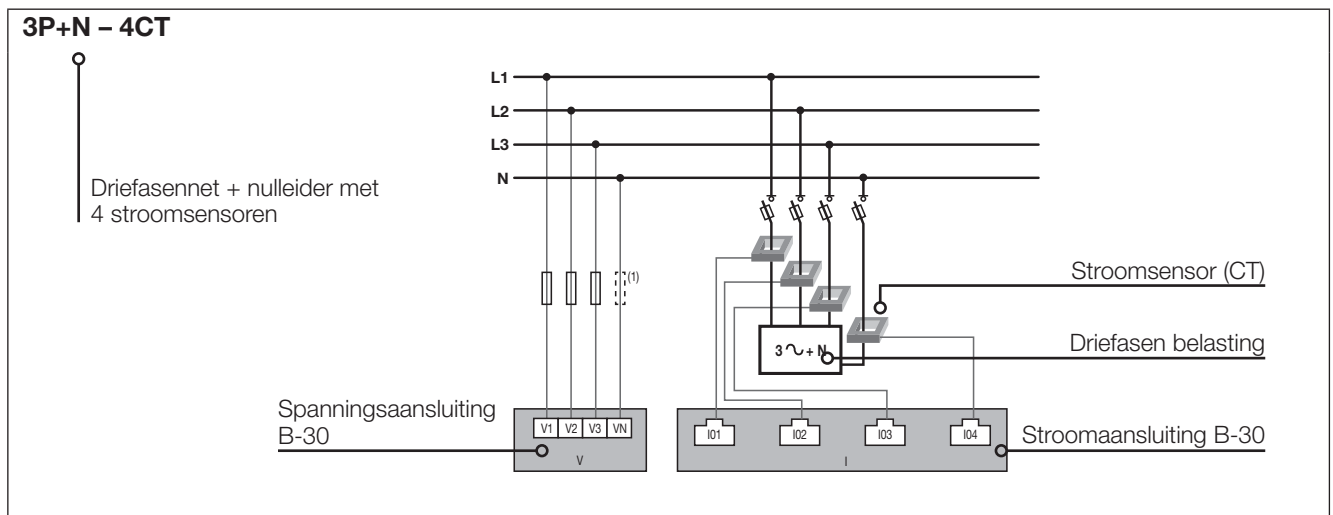 3P+N – 4CT
Driefasennet + nulleider met
4 stroomsensoren
L1
L2
L3
N
(1)
Stroomsensor (CT)
3 ∿ + N
Driefasen belasting
Spanningsaansluiting
B-30
V1 V2 V3 VN
V
I01 I02 I03 I04
I
Stroomaansluiting B-30